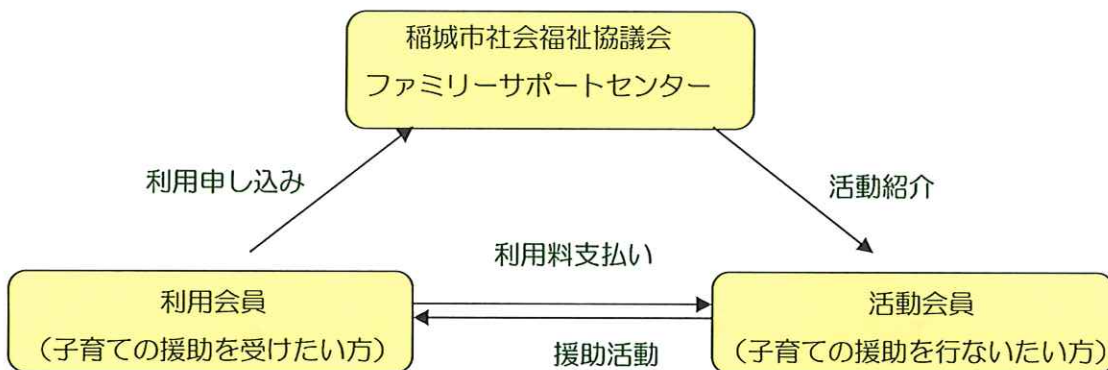 稲城市社会福祉協議会
ファミリーサポートセンター
利用申し込み
活動紹介
利用料支払い
利用会員
(子育ての援助を受けたい方)
援助活動
活動会員
(子育ての援助を行ないたい方)